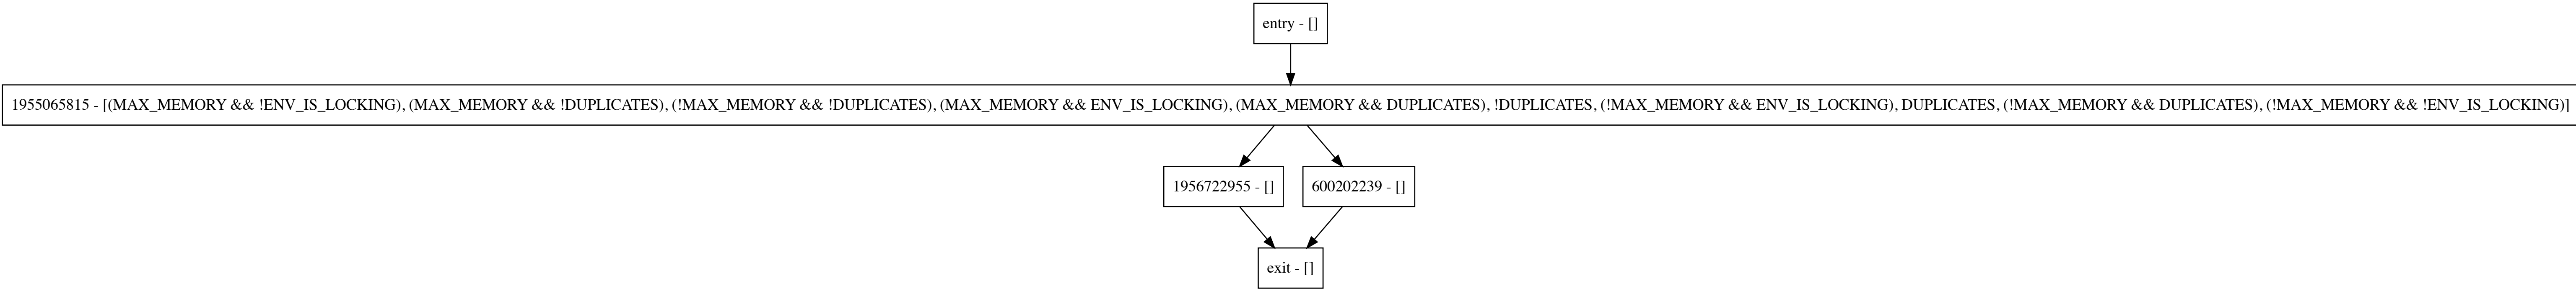 entry - []
1955065815 - [(MAX_MEMORY && !ENV_IS_LOCKING), (MAX_MEMORY && !DUPLICATES), (!MAX_MEMORY && !DUPLICATES), (MAX_MEMORY && ENV_IS_LOCKING), (MAX_MEMORY && DUPLICATES), !DUPLICATES, (!MAX_MEMORY && ENV_IS_LOCKING), DUPLICATES, (!MAX_MEMORY && DUPLICATES), (!MAX_MEMORY && !ENV_IS_LOCKING)]
1956722955 - []
600202239 - []
exit - []